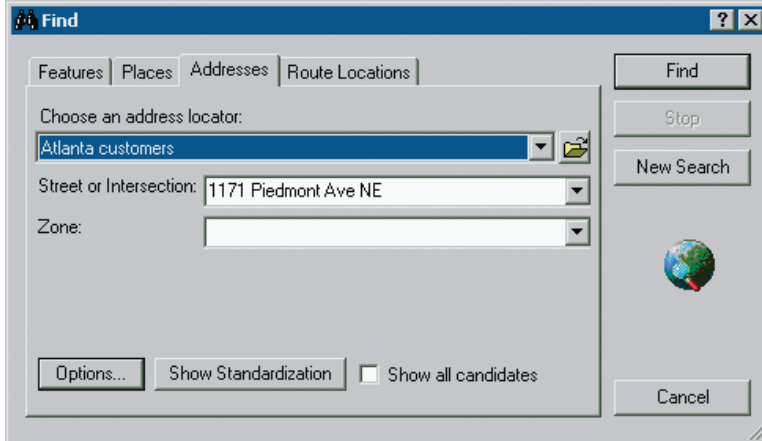 Find
Features Places Addresses Route Locations
Find
Choose an address locator:
Stop
Atlanta customers
New Search
Street or Intersection: 1171 Piedmont Ave NE
Zone:
Options... Show Standardization Show all candidates
Cancel